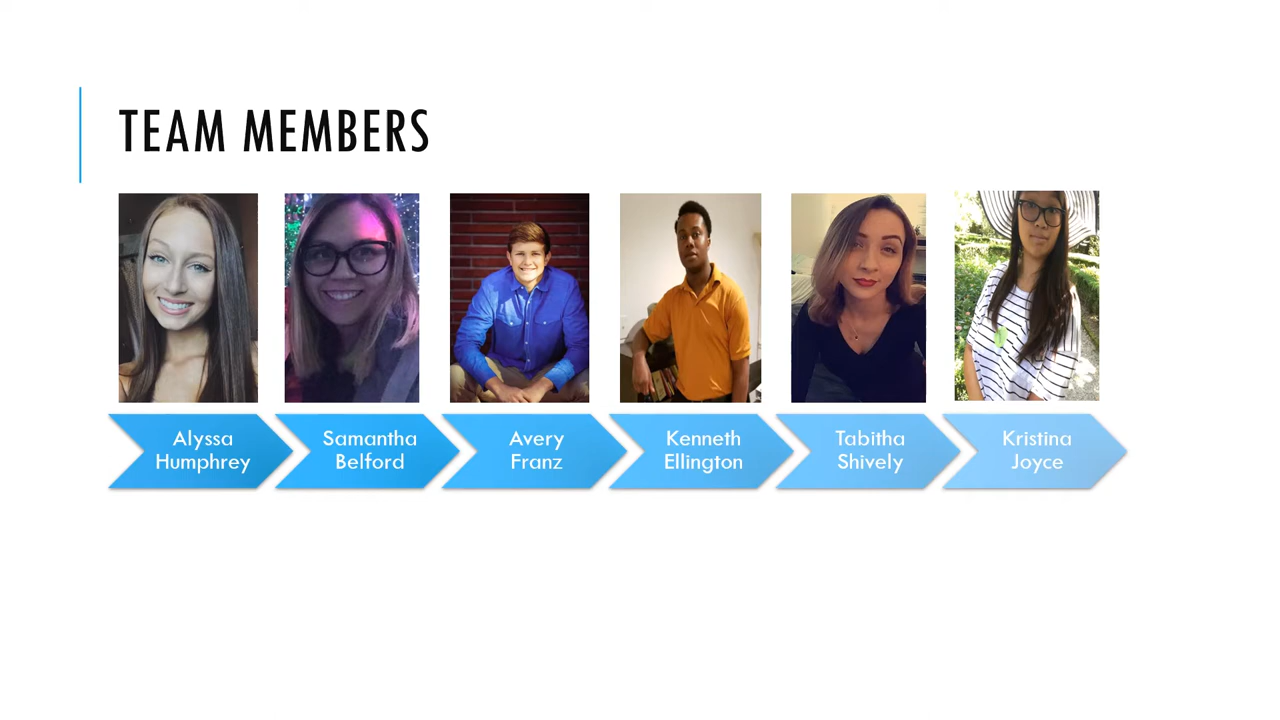 TEAM MEMBERS
Alyssa
Humphrey
Samantha
Belford
Avery
Franz
Kenneth
Ellington
Tabitha
Shively
Kristina
Joyce